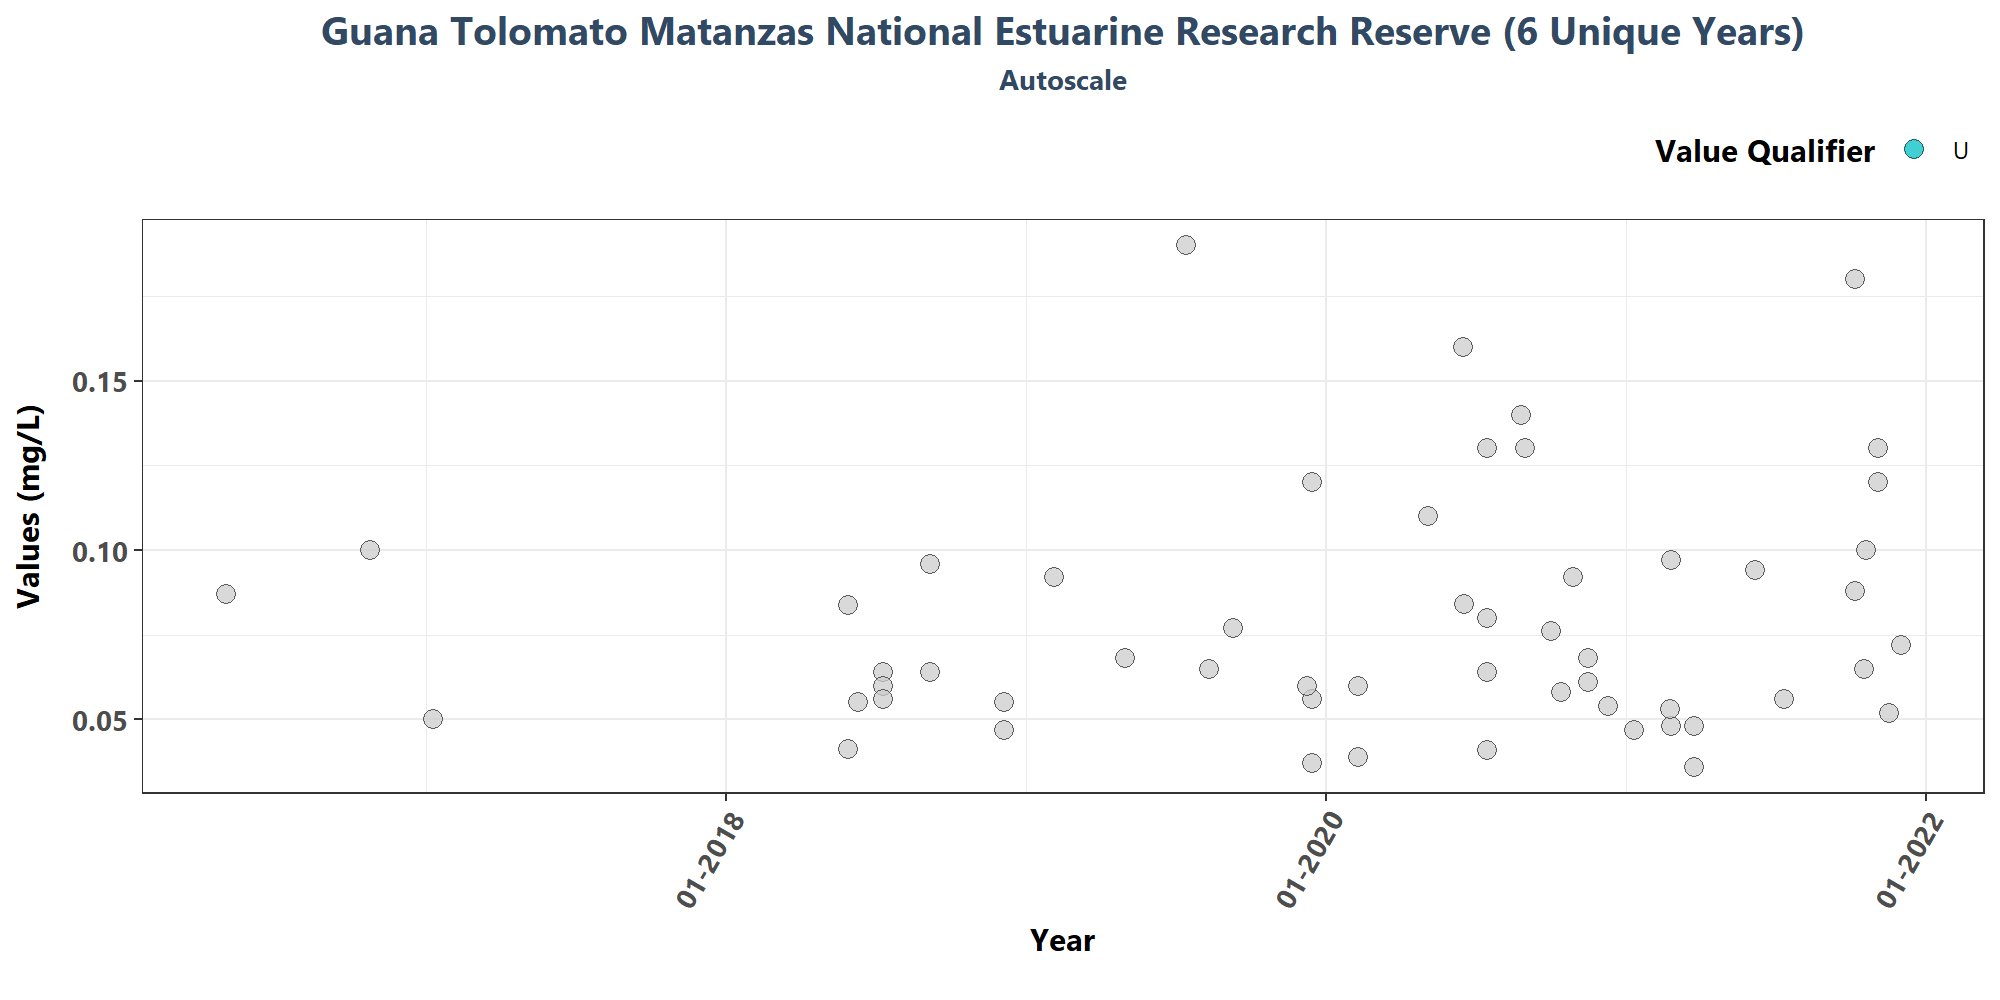 Guana Tolomato Matanzas National Estuarine Research Reserve (6 Unique Years)
Autoscale
Value Qualifier U
Values (mg/L)
0.15
0.10
0.05
01-2018
01-2020
01-2022
Year